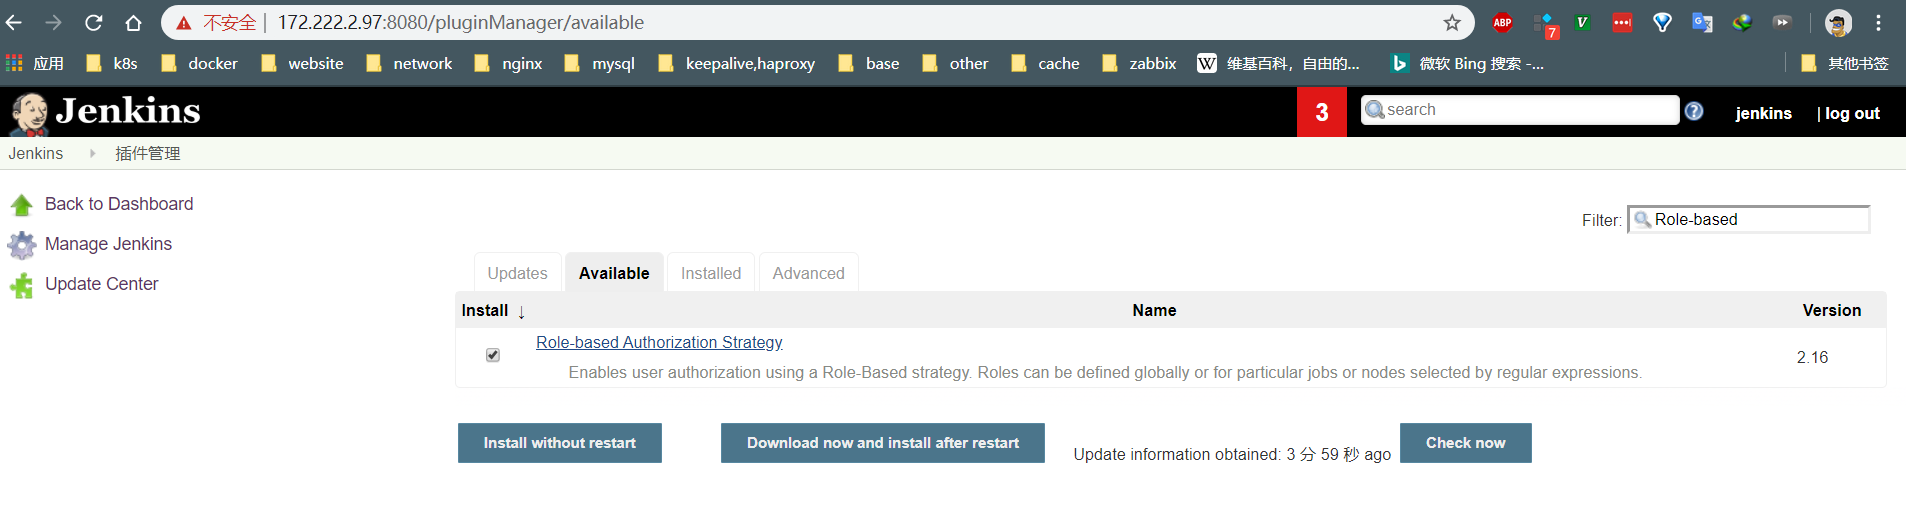 不安全 | 172.222.2.97:8080/pluginManager/available
ABP 7 V
应用 k8s docker website network nginx mysql keepalive,haproxy base other cache zabbix W 维基百科，自由的... 微软 Bing 搜索 -... 其他书签
Jenkins 3 search ? jenkins | log out
Jenkins 插件管理
Back to Dashboard
Manage Jenkins
Update Center
Filter: Role-based
Updates Available Installed Advanced
Install ↓ Name Version
Role-based Authorization Strategy
Enables user authorization using a Role-Based strategy. Roles can be defined globally or for particular jobs or nodes selected by regular expressions.
2.16
Install without restart Download now and install after restart Update information obtained: 3 分 59 秒 ago Check now